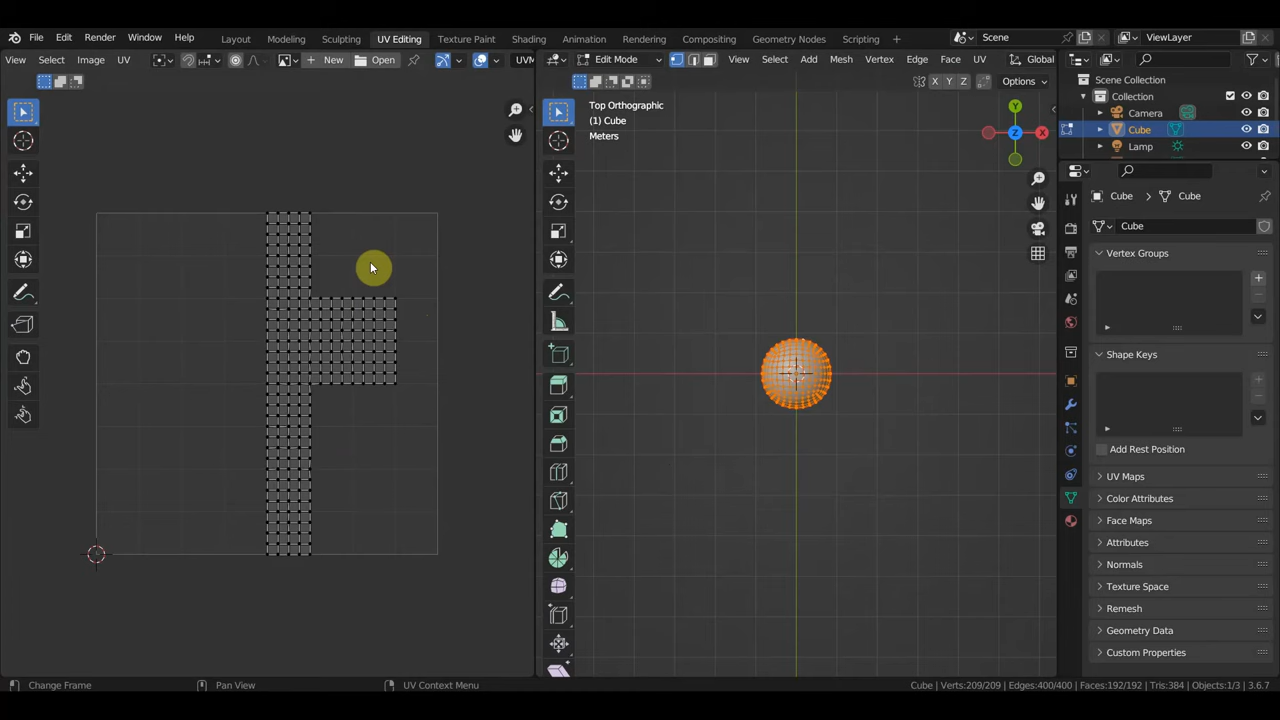 File Edit Render Window Help Layout Modeling Sculpting UV Editing Texture Paint Shading Animation Rendering Compositing Geometry Nodes Scripting + Scene ViewLayer
View Select Image UV New Open UVM Edit Mode View Select Add Mesh Vertex Edge Face UV Global
X Y Z Options
Scene Collection
Collection
Camera
Cube
Lamp
Top Orthographic
(1) Cube
Meters
Y
Z
X
Cube Cube
Cube
Vertex Groups
Shape Keys
Add Rest Position
UV Maps
Color Attributes
Face Maps
Attributes
Normals
Texture Space
Remesh
Geometry Data
Custom Properties
Change Frame Pan View UV Context Menu Cube | Verts:209/209 | Edges:400/400 | Faces:192/192 | Tris:384 | Objects:1/3 | 3.6.7